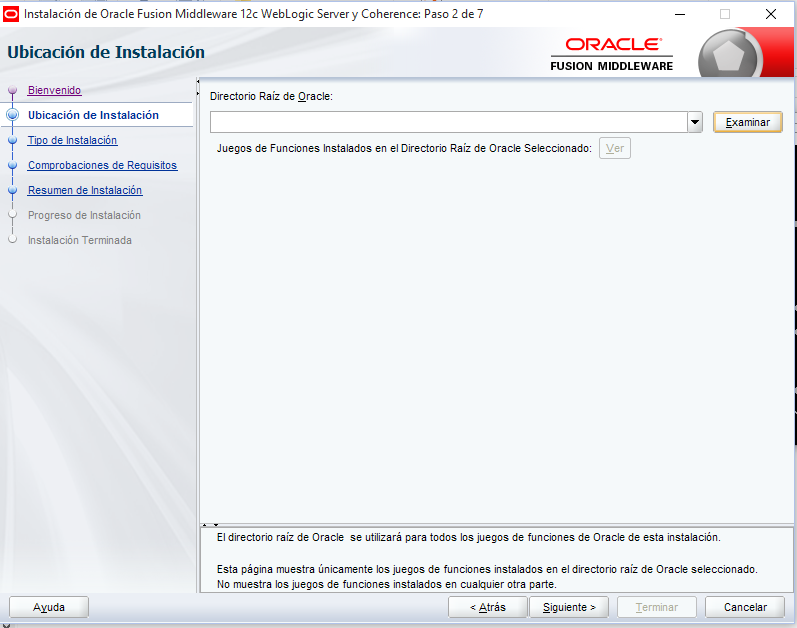 Instalación de Oracle Fusion Middleware 12c WebLogic Server y Coherence: Paso 2 de 7
Ubicación de Instalación
ORACLE
FUSION MIDDLEWARE
Bienvenido
Ubicación de Instalación
Tipo de Instalación
Comprobaciones de Requisitos
Resumen de Instalación
Progreso de Instalación
Instalación Terminada
Directorio Raíz de Oracle:
Examinar
Juegos de Funciones Instalados en el Directorio Raíz de Oracle Seleccionado:
Ver
El directorio raíz de Oracle se utilizará para todos los juegos de funciones de Oracle de esta instalación.
Esta página muestra únicamente los juegos de funciones instalados en el directorio raíz de Oracle seleccionado.
No muestra los juegos de funciones instalados en cualquier otra parte.
Ayuda
< Atrás
Siguiente >
Terminar
Cancelar